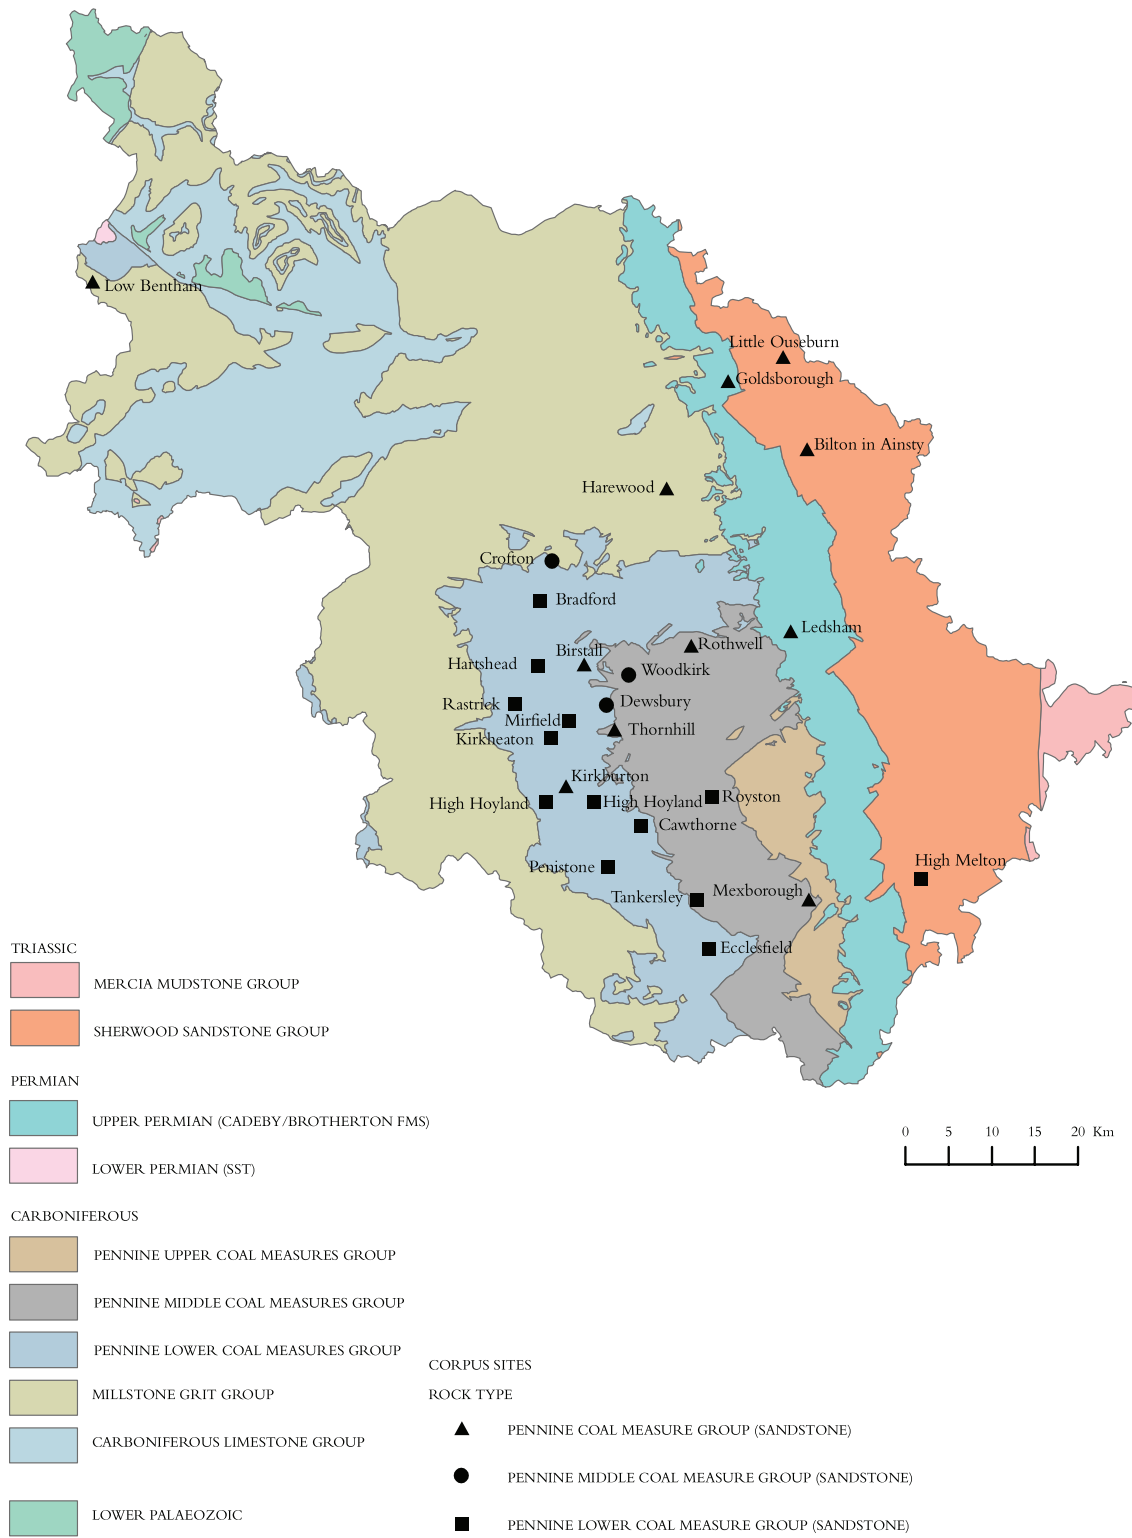 Low Bentham
Little Ouseburn
Goldsborough
Bilton in Ainsty
Harewood
Crofton
Bradford
Ledsham
Rothwell
Birstall
Hartshead
Woodkirk
Rastrick
Dewsbury
Mirfield
Thornhill
Kirkheaton
Kirkburton
High Hoyland
High Hoyland
Royston
Cawthorne
High Melton
Penistone
Mexborough
Tankersley
Ecclesfield
TRIASSIC
MERCIA MUDSTONE GROUP
SHERWOOD SANDSTONE GROUP
PERMIAN
UPPER PERMIAN (CADEBY/BROTHERTON FMS)
LOWER PERMIAN (SST)
CARBONIFEROUS
PENNINE UPPER COAL MEASURES GROUP
PENNINE MIDDLE COAL MEASURES GROUP
PENNINE LOWER COAL MEASURES GROUP
MILLSTONE GRIT GROUP
CARBONIFEROUS LIMESTONE GROUP
LOWER PALAEOZOIC
0 5 10 15 20 Km
CORPUS SITES
ROCK TYPE
PENNINE COAL MEASURE GROUP (SANDSTONE)
PENNINE MIDDLE COAL MEASURE GROUP (SANDSTONE)
PENNINE LOWER COAL MEASURE GROUP (SANDSTONE)